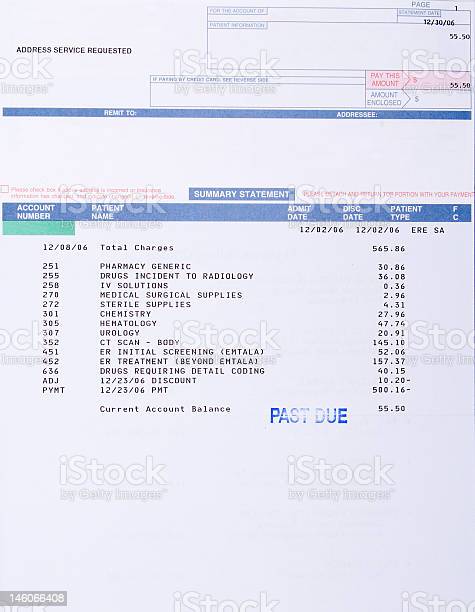 PAGE 1
FOR THE ACCOUNT OF STATEMENT DATE
12/30/06
PATIENT INFORMATION
55.50
ADDRESS SERVICE REQUESTED
IF PAYING BY CREDIT CARD, SEE REVERSE SIDE. PAY THIS AMOUNT $ 55.50
AMOUNT ENCLOSED $
REMIT TO: ADDRESSEE:
Please check box if address is incorrect or insurance
SUMMARY STATEMENT PLEASE DETACH AND RETURN TOP PORTION WITH YOUR PAYMENT
information has changed
ACCOUNT NUMBER PATIENT NAME ADMIT DATE DISC DATE PATIENT TYPE F C
12/02/06 12/02/06 ERE SA
12/08/06 Total Charges 565.86
251 PHARMACY GENERIC 30.86
255 DRUGS INCIDENT TO RADIOLOGY 36.08
258 IV SOLUTIONS 0.36
270 MEDICAL SURGICAL SUPPLIES 2.96
272 STERILE SUPPLIES 4.31
301 CHEMISTRY 27.96
305 HEMATOLOGY 47.74
307 UROLOGY 20.91
352 CT SCAN - BODY 145.10
451 ER INITIAL SCREENING (EMTALA) 52.06
452 ER TREATMENT (BEYOND EMTALA) 157.37
636 DRUGS REQUIRING DETAIL CODING 40.15
ADJ 12/23/06 DISCOUNT 10.20-
PYMT 12/23/06 PMT 500.16-
Current Account Balance 55.50
PAST DUE
iStock
by Getty Images
Credit: 
146066408